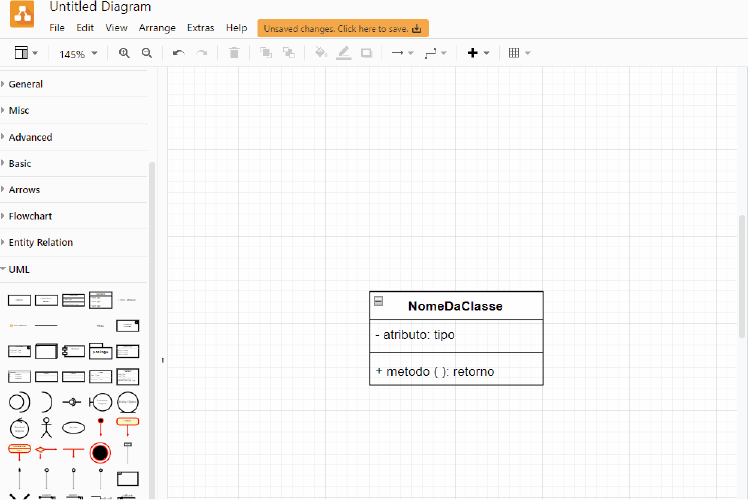 Untitled Diagram
File Edit View Arrange Extras Help Unsaved changes. Click here to save.
145%
General
Misc
Advanced
Basic
Arrows
Flowchart
Entity Relation
UML
NomeDaClasse
- atributo: tipo
+ metodo ( ): retorno